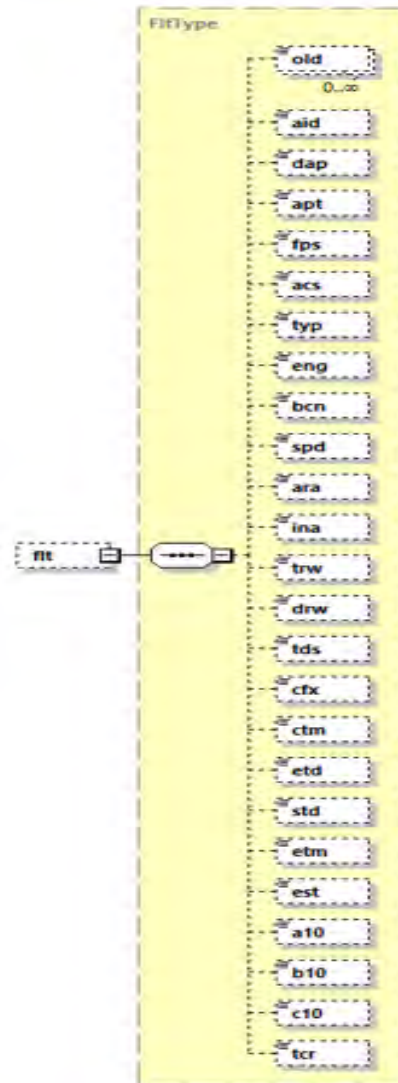 FltType
old
0..∞
aid
dap
apt
fps
acs
typ
eng
bcn
spd
ara
ina
flt
trw
drw
tds
cfx
ctm
etd
std
etm
est
a10
b10
c10
tcr